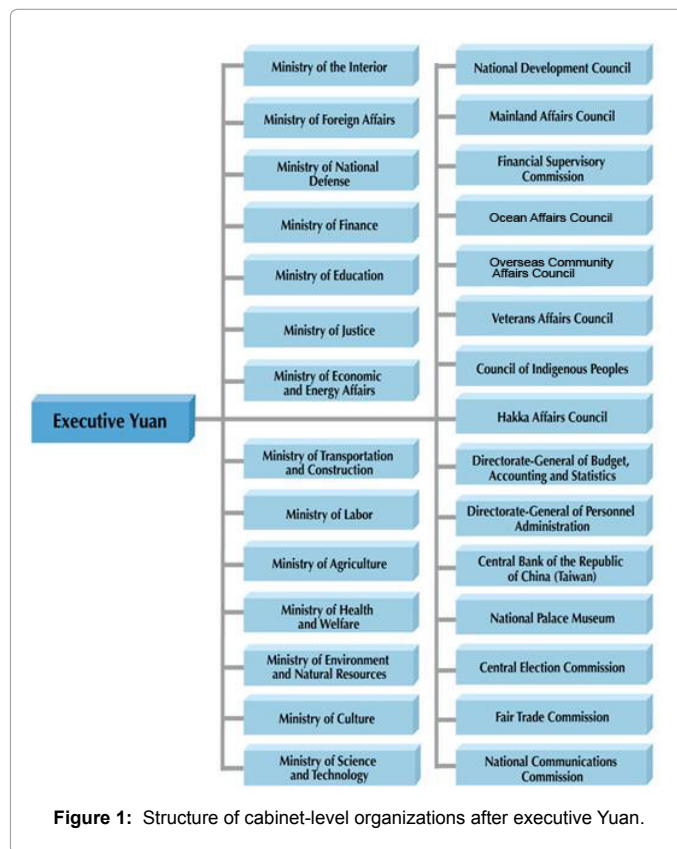 Executive Yuan
Ministry of the Interior
Ministry of Foreign Affairs
Ministry of National
Defense
Ministry of Finance
Ministry of Education
Ministry of Justice
Ministry of Economic
and Energy Affairs
Ministry of Transportation
and Construction
Ministry of Labor
Ministry of Agriculture
Ministry of Health
and Welfare
Ministry of Environment
and Natural Resources
Ministry of Culture
Ministry of Science
and Technology
National Development Council
Mainland Affairs Council
Financial Supervisory
Commission
Ocean Affairs Council
Overseas Community
Affairs Council
Veterans Affairs Council
Council of Indigenous Peoples
Hakka Affairs Council
Directorate-General of Budget,
Accounting and Statistics
Directorate-General of Personnel
Administration
Central Bank of the Republic
of China (Taiwan)
National Palace Museum
Central Election Commission
Fair Trade Commission
National Communications
Commission
Figure 1: Structure of cabinet-level organizations after executive Yuan.